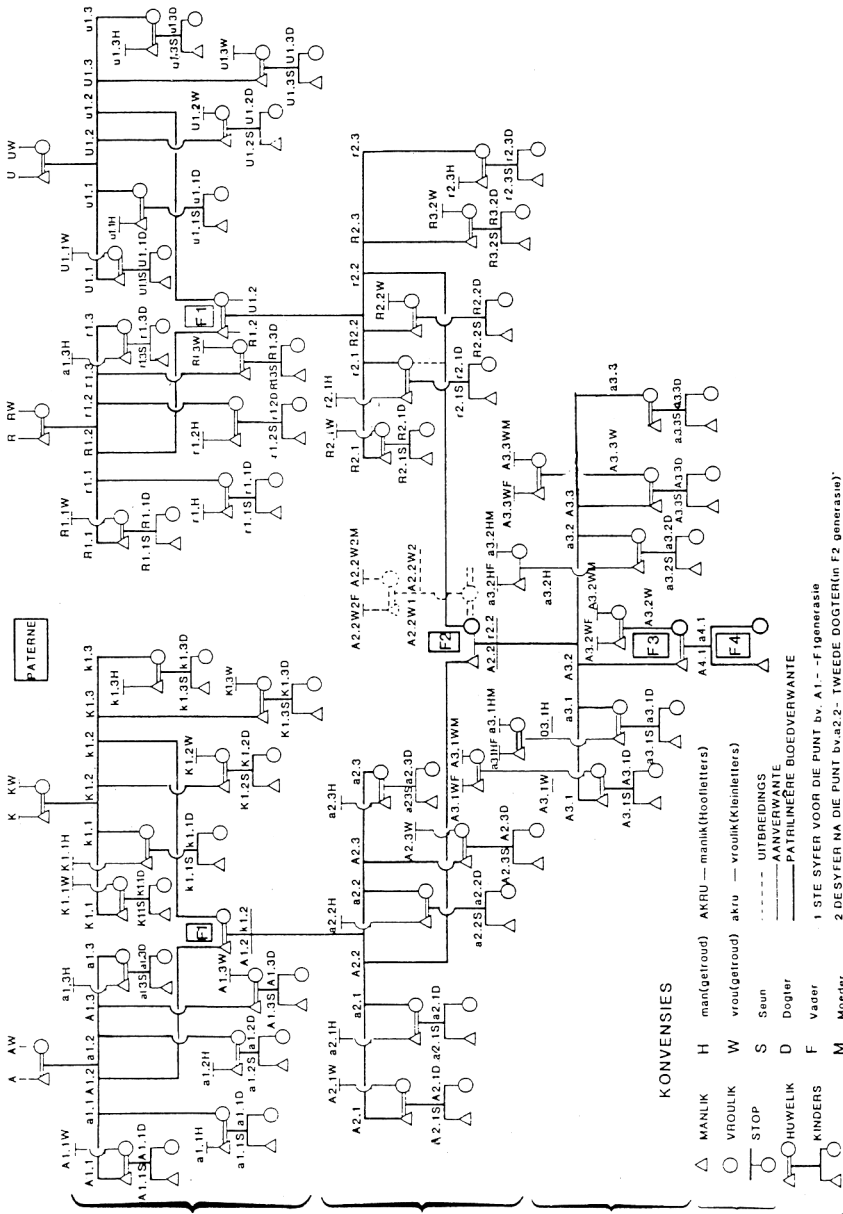 PATERNE
A AW
K KW
R RW
U UW
A1.1W
a1.1 A1.2 a1.2 A1.3 a1.3
A1.1
A1.1S A1.1D
a1.1H
a1.1S a1.1D
a1.2H
a1.2S a1.2D
A1.3W
A1.3S A1.3D
a1.3H
a1.3S a1.3D
F1
A1.2 k1.2
K1.1W K1.1H
K1.1 k1.1 K1.2 k1.2 K1.3 k1.3
K1.1S K1.1D
k1.1S k1.1D
K1.2W
K1.2S K1.2D
K1.3W
K1.3S K1.3D
k1.3H
k1.3S k1.3D
R1.1W
R1.1 r1.1 R1.2 r1.2 r1.3 r1.3
R1.1S R1.1D
r1.H
r1.1S r1.1D
r1.2H
r1.2S r1.2D
R1.3W
R1.3S R1.3D
a1.3H
r1.3S r1.3D
F1
R1.2 U1.2
U1.1W
U1.1 u1.1 U1.2 u1.2 U1.3 u1.3
U1.1S U1.1D
u1.1H
u1.1S u1.1D
U1.2W
U1.2S U1.2D
U1.3W
U1.3S U1.3D
u1.3H
u1.3S u1.3D
A2.1W
A2.1 a2.1 A2.2 a2.2 A2.3 a2.3
A2.1S A2.1D
a2.1H
a2.1S a2.1D
a2.2H
a2.2S a2.2D
A2.3W
A2.3S A2.3D
a2.3H
a2.3S a2.3D
A2.2W2F A2.2W2M
A2.2W1 A2.2W2
F2
A2.2 r2.2
R2.1W
R2.1 r2.1 R2.2 r2.2 R2.3 r2.3
R2.1S R2.1D
r2.1H
r2.1S r2.1D
R2.2W
R2.2S R2.2D
R3.2W
R3.2S R3.2D
r2.3H
r2.3S r2.3D
A3.1WF A3.1WM
A3.1W
A3.1 a3.1 A3.2 a3.2 A3.3 a3.3
A3.1S A3.1D
a3.1HF a3.1HM
03.1H
a3.1S a3.1D
A3.2WF A3.2WM
A3.2W
F3
a3.2HF a3.2HM
a3.2H
a3.2S a3.2D
A3.3WF A3.3WM
A3.3W
A3.3S A3.3D
a3.3S a3.3D
A4.1 a4.1
F4
KONVENSIES
MANLIK
VROULIK
STOP
HUWELIK
KINDERS
H man(getroud)
W vrou(getroud)
S Seun
D Dogter
F Vader
M Moeder
AKRU — manlik(Hoofletters)
akru — vroulik(Kleinletters)
UITBREIDINGS
AANVERWANTE
PATRILINEÊRE BLOEDVERWANTE
1 STE SYFER VOOR DIE PUNT bv. A1.- -F1generasie
2 DE SYFER NA DIE PUNT bv.a2.2- TWEEDE DOGTER(in F2 generasie)